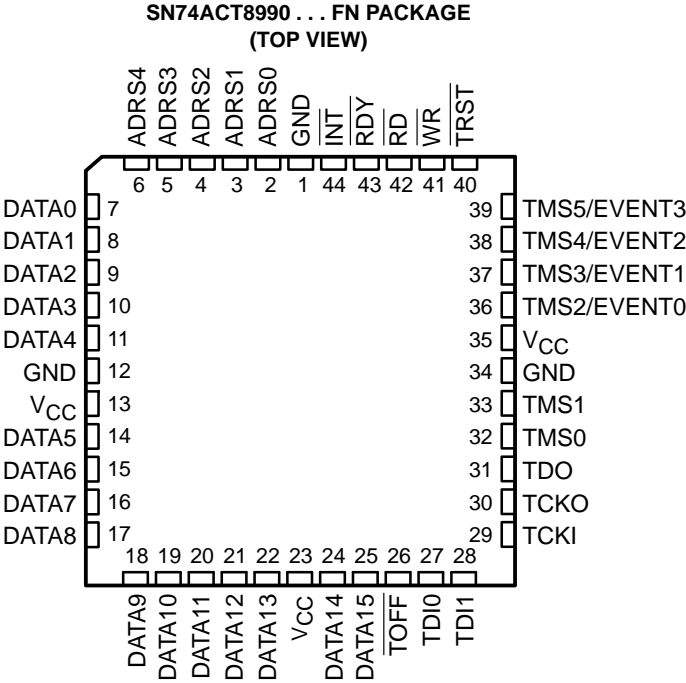 SN74ACT8990 . . . FN PACKAGE
(TOP VIEW)
ADRS4
ADRS3
ADRS2
ADRS1
ADRS0
GND
INT
RDY
RD
WR
TRST
6 5 4 3 2 1 44 43 42 41 40
DATA0 7 39 TMS5/EVENT3
DATA1 8 38 TMS4/EVENT2
DATA2 9 37 TMS3/EVENT1
DATA3 10 36 TMS2/EVENT0
DATA4 11 35 VCC
GND 12 34 GND
VCC 13 33 TMS1
DATA5 14 32 TMS0
DATA6 15 31 TDO
DATA7 16 30 TCKO
DATA8 17 29 TCKI
18 19 20 21 22 23 24 25 26 27 28
DATA9
DATA10
DATA11
DATA12
DATA13
VCC
DATA14
DATA15
TOFF
TDI0
TDI1